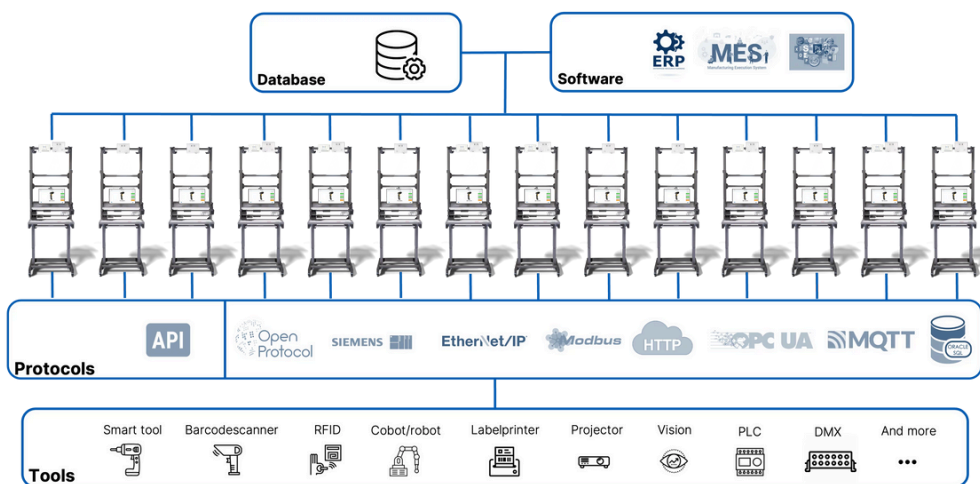 Database
ERP
MES
Manufacturing Execution System
Software
API
Open
Protocol
SIEMENS
EtherNet/IP
Modbus
HTTP
OPC UA
MQTT
ORACLE
SQL
Protocols
Smart tool
Barcodescanner
RFID
Cobot/robot
Labelprinter
Projector
Vision
PLC
DMX
And more
Tools